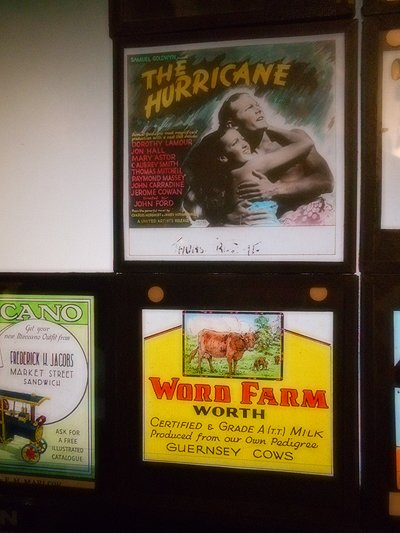 SAMUEL GOLDWYN
THE
HURRICANE
DOROTHY LAMOUR
JON HALL
MARY ASTOR
C. AUBREY SMITH
THOMAS MITCHELL
RAYMOND MASSEY
JOHN CARRADINE
JEROME COWAN
Directed by
JOHN FORD
A UNITED ARTISTS RELEASE
CANO
Get your
new Meccano Outfit from
FREDERICK H. JACOBS
MARKET STREET
SANDWICH
ASK FOR
A FREE
ILLUSTRATED
CATALOGUE
WORD FARM
WORTH
CERTIFIED & GRADE A (T.T.) MILK
Produced from our Own Pedigree
GUERNSEY COWS